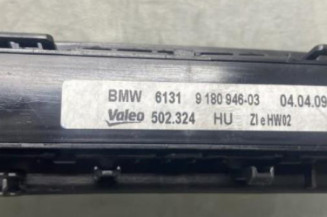 BMW 6131 9 180 946-03 04.04.09
Valeo 502.324 HU ZI e HW02